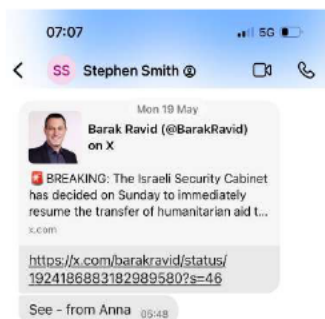 07:07
5G
SS Stephen Smith
Mon 19 May
Barak Ravid (@BarakRavid)
on X
🚨 BREAKING: The Israeli Security Cabinet
has decided on Sunday to immediately
resume the transfer of humanitarian aid t...
x.com
https://x.com/barakravid/status/
1924186883182989580?s=46
See - from Anna 05:48